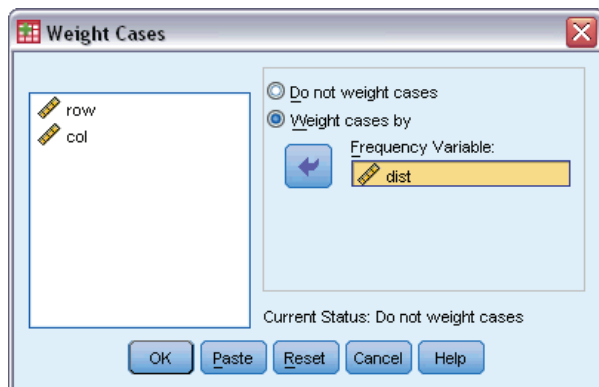 Weight Cases
row
col
Do not weight cases
Weight cases by
Frequency Variable:
dist
Current Status: Do not weight cases
OK Paste Reset Cancel Help